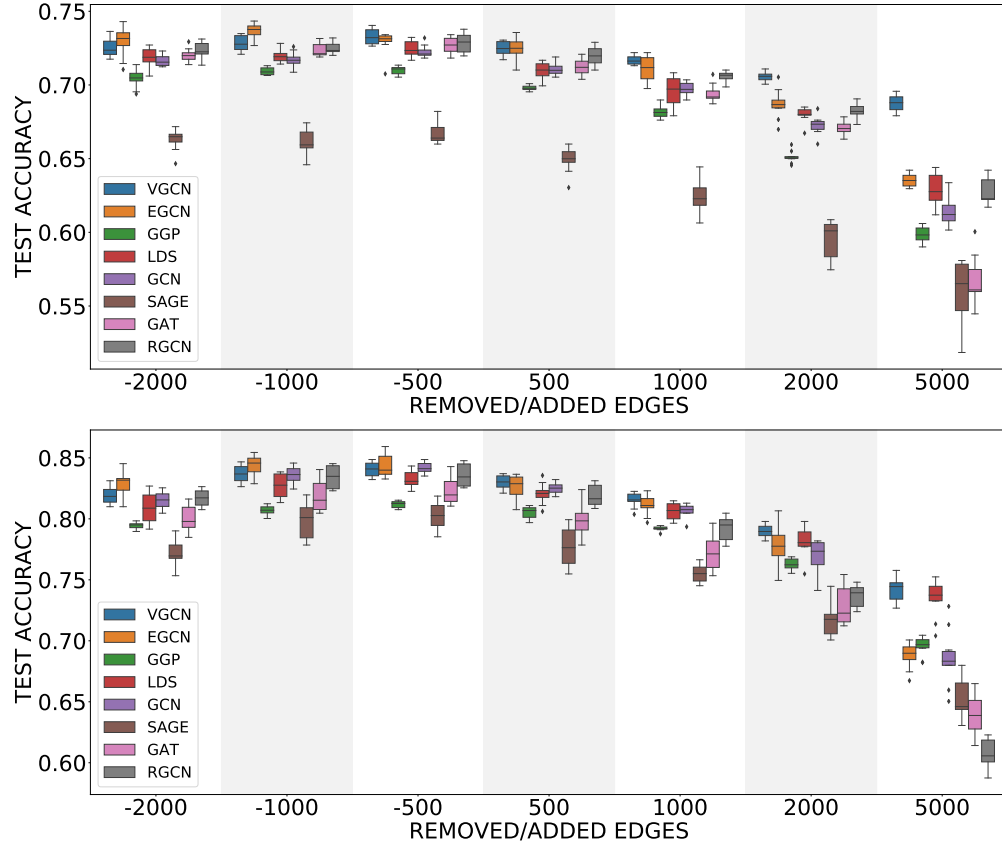 0.75
0.70
0.65
0.60
0.55
TEST ACCURACY
VGCN
EGCN
GGP
LDS
GCN
SAGE
GAT
RGCN
-2000 -1000 -500 500 1000 2000 5000
REMOVED/ADDED EDGES
0.85
0.80
0.75
0.70
0.65
0.60
TEST ACCURACY
VGCN
EGCN
GGP
LDS
GCN
SAGE
GAT
RGCN
-2000 -1000 -500 500 1000 2000 5000
REMOVED/ADDED EDGES